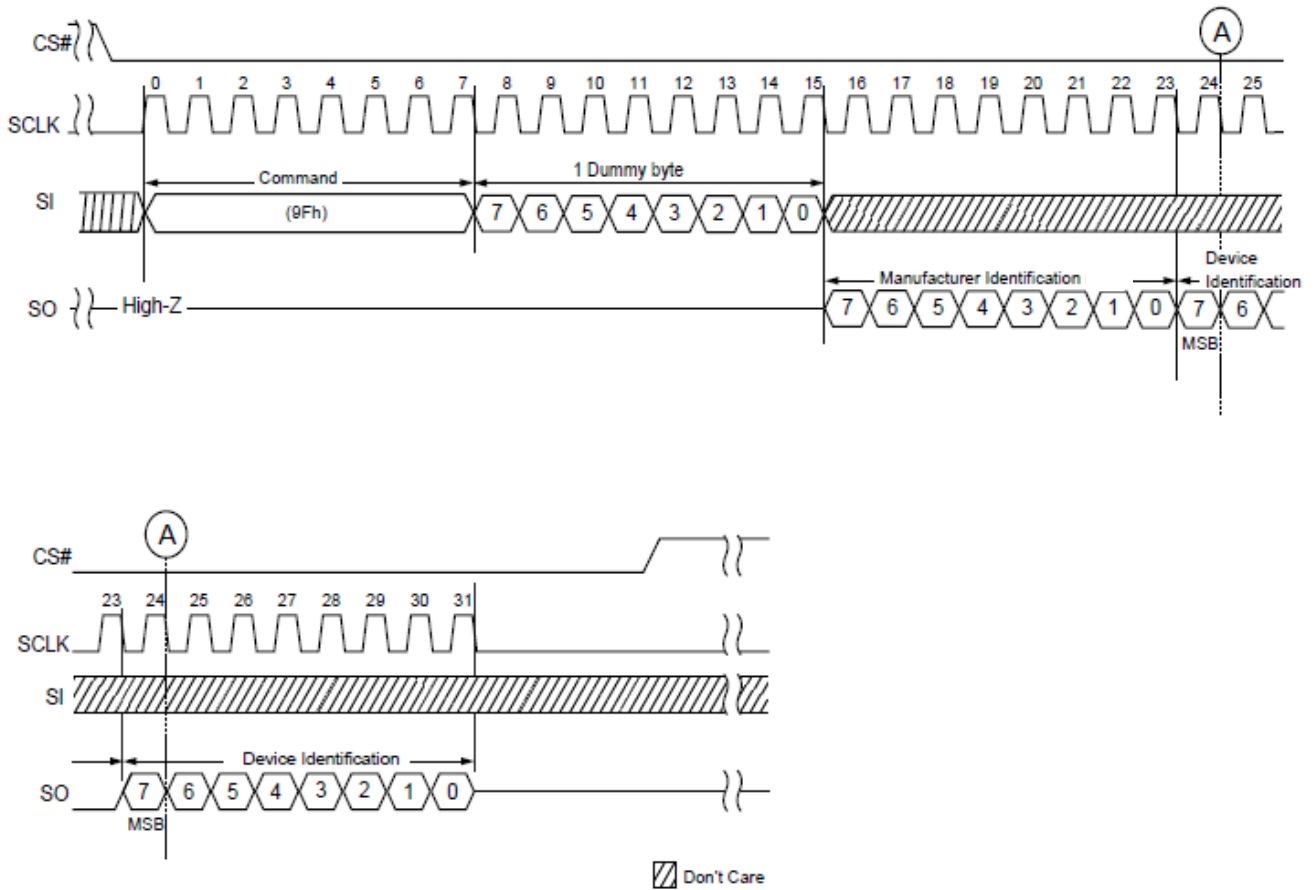 A
CS#
0 1 2 3 4 5 6 7 8 9 10 11 12 13 14 15 16 17 18 19 20 21 22 23 24 25
SCLK
Command 1 Dummy byte
SI (9Fh) 7 6 5 4 3 2 1 0
Device
Manufacturer Identification Identification
SO High-Z 7 6 5 4 3 2 1 0 7 6
MSB
A
CS#
23 24 25 26 27 28 29 30 31
SCLK
SI
Device Identification
SO 7 6 5 4 3 2 1 0
MSB
Don't Care